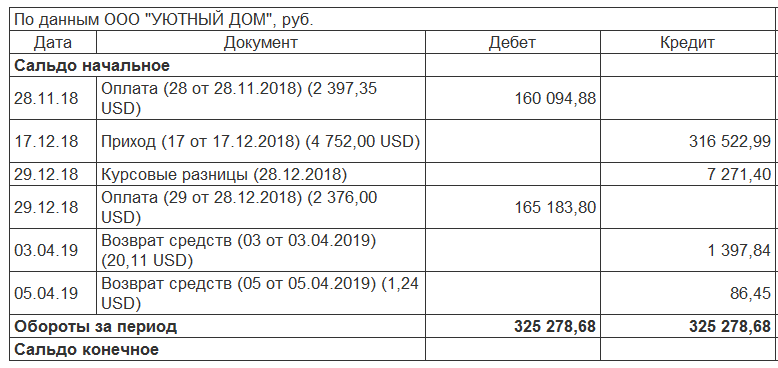 По данным ООО "УЮТНЫЙ ДОМ", руб.
Дата Документ Дебет Кредит
Сальдо начальное
28.11.18 Оплата (28 от 28.11.2018) (2 397,35 USD) 160 094,88
17.12.18 Приход (17 от 17.12.2018) (4 752,00 USD) 316 522,99
29.12.18 Курсовые разницы (28.12.2018) 7 271,40
29.12.18 Оплата (29 от 28.12.2018) (2 376,00 USD) 165 183,80
03.04.19 Возврат средств (03 от 03.04.2019) (20,11 USD) 1 397,84
05.04.19 Возврат средств (05 от 05.04.2019) (1,24 USD) 86,45
Обороты за период 325 278,68 325 278,68
Сальдо конечное